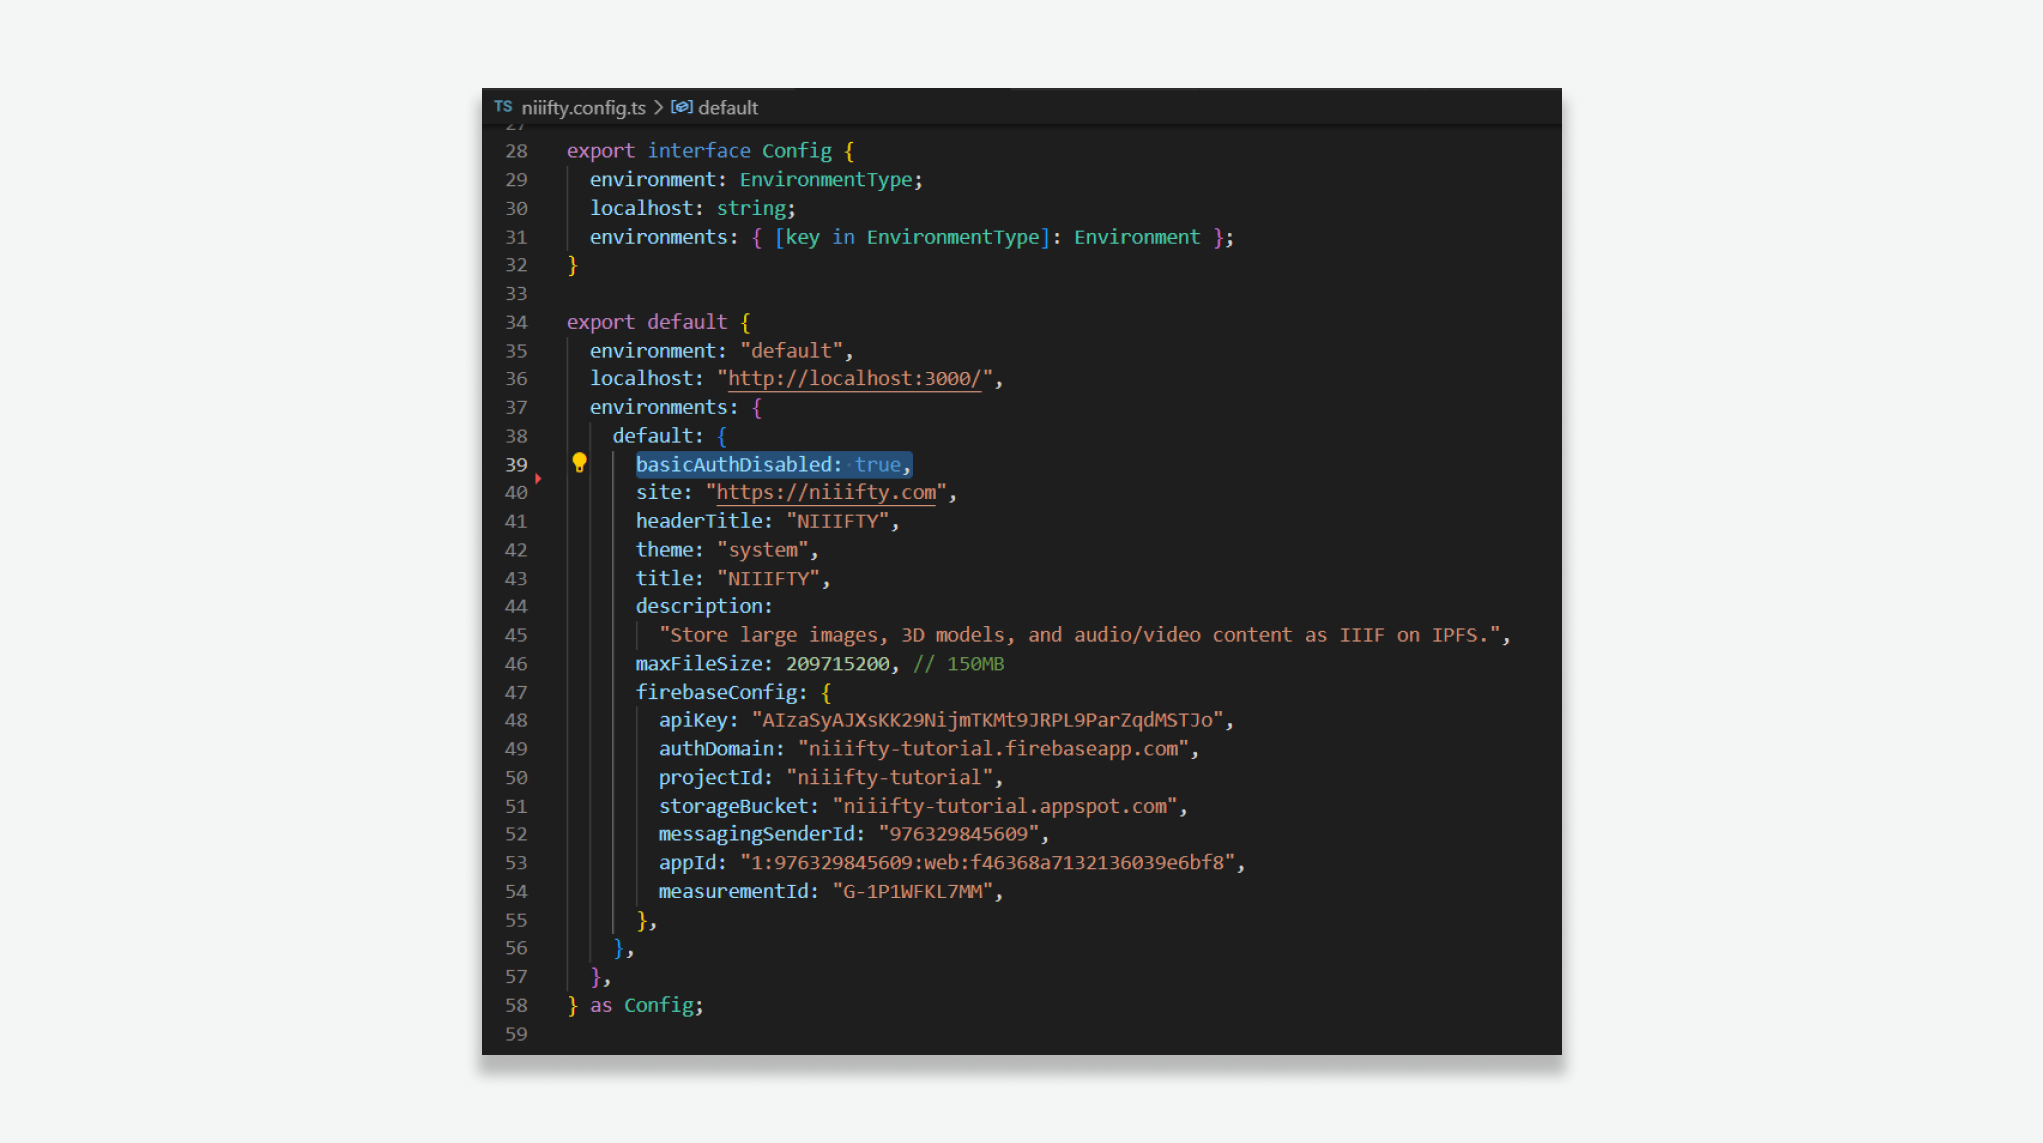 TS niiifty.config.ts > default
27
28 export interface Config {
29 environment: EnvironmentType;
30 localhost: string;
31 environments: { [key in EnvironmentType]: Environment };
32 }
33
34 export default {
35 environment: "default",
36 localhost: "http://localhost:3000/",
37 environments: {
38 default: {
39 basicAuthDisabled: true,
40 site: "https://niiifty.com",
41 headerTitle: "NIIIFTY",
42 theme: "system",
43 title: "NIIIFTY",
44 description:
45 "Store large images, 3D models, and audio/video content as IIIF on IPFS.",
46 maxFileSize: 209715200, // 150MB
47 firebaseConfig: {
48 apiKey: "AIzaSyAJXsKK29NijmTKMt9JRPL9ParZqdMSTJo",
49 authDomain: "niiifty-tutorial.firebaseapp.com",
50 projectId: "niiifty-tutorial",
51 storageBucket: "niiifty-tutorial.appspot.com",
52 messagingSenderId: "976329845609",
53 appId: "1:976329845609:web:f46368a7132136039e6bf8",
54 measurementId: "G-1P1WFKL7MM",
55 },
56 },
57 },
58 } as Config;
59